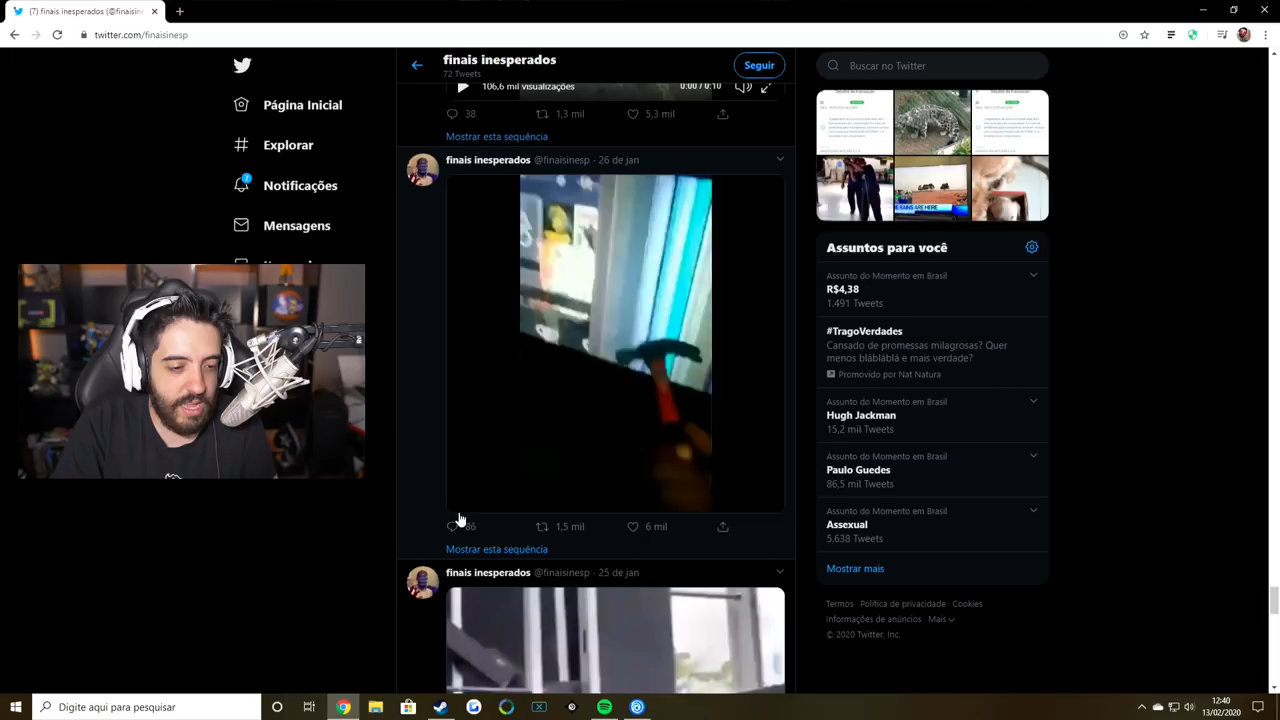 (7) finais inesperados (@finaisine
twitter.com/finaisinesp
Página Inicial
Explorar
Notificações
7
Mensagens
finais inesperados
72 Tweets
Seguir
106,6 mil visualizações
0:00 / 0:10
38
1,3 mil
5,3 mil
Mostrar esta sequência
finais inesperados @finaisinesp · 26 de jan
86
1,5 mil
6 mil
Mostrar esta sequência
finais inesperados @finaisinesp · 25 de jan
Buscar no Twitter
E RAINS ARE HERE
Assuntos para você
Assunto do Momento em Brasil
R$4,38
1.491 Tweets
#TragoVerdades
Cansado de promessas milagrosas? Quer
menos blábláblá e mais verdade?
Promovido por Nat Natura
Assunto do Momento em Brasil
Hugh Jackman
15,2 mil Tweets
Assunto do Momento em Brasil
Paulo Guedes
86,5 mil Tweets
Assunto do Momento em Brasil
Assexual
5.638 Tweets
Mostrar mais
Termos Política de privacidade Cookies
Informações de anúncios Mais
© 2020 Twitter, Inc.
Digite aqui para pesquisar
12:40
13/02/2020